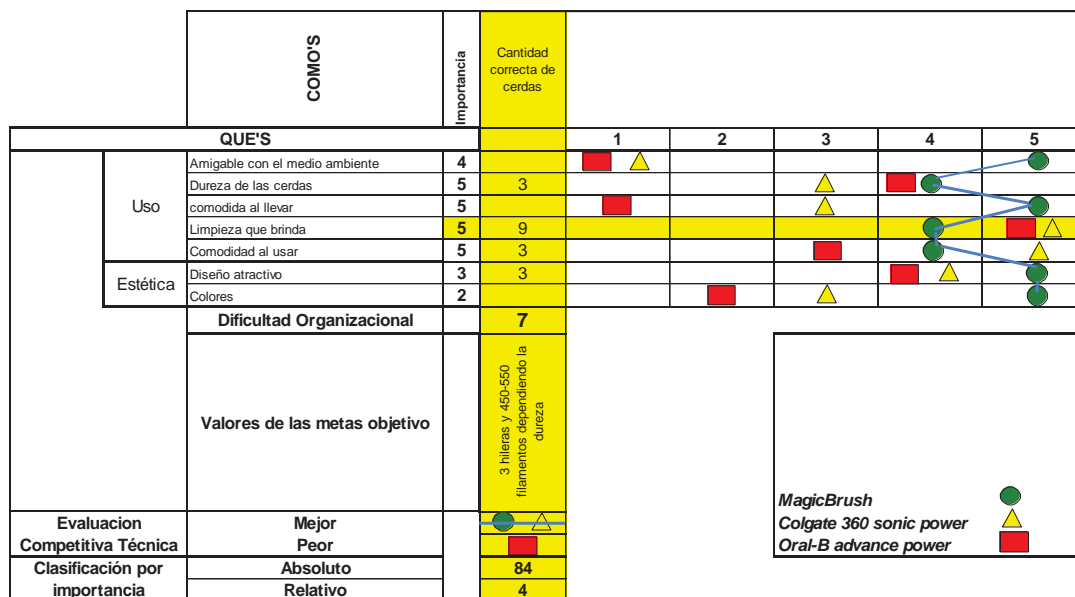 COMO'S
Importancia
Cantidad
correcta de
cerdas
QUE'S
1 2 3 4 5
Uso
Amigable con el medio ambiente 4
Dureza de las cerdas 5 3
comodida al llevar 5
Limpieza que brinda 5 9
Comodidad al usar 5 3
Estética
Diseño atractivo 3 3
Colores 2
Dificultad Organizacional 7
Valores de las metas objetivo
3 hileras y 450-550
filamentos dependiendo la
dureza
MagicBrush
Colgate 360 sonic power
Oral-B advance power
Evaluacion Mejor
Competitiva Técnica Peor
Clasificación por Absoluto 84
importancia Relativo 4